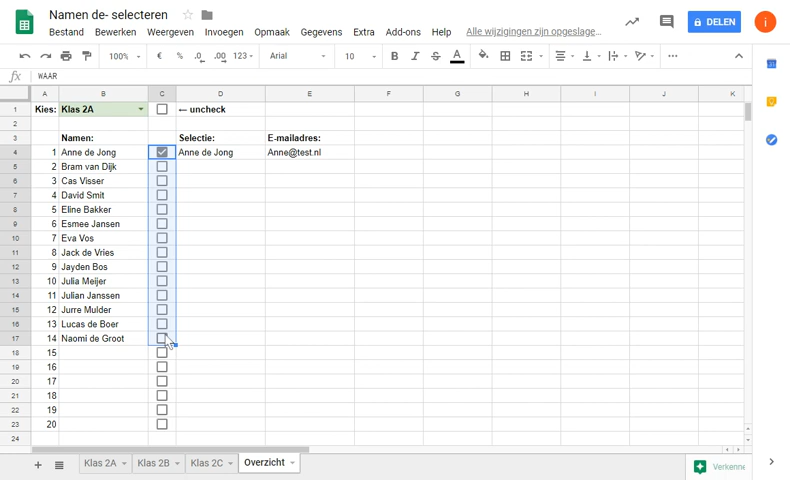 Namen de- selecteren
Bestand Bewerken Weergeven Invoegen Opmaak Gegevens Extra Add-ons Help Alle wijzigingen zijn opgeslage...
DELEN
i
100% € % .0 .00 123 Arial 10 B I S A
fx WAAR
A B C D E F G H I J K
1 Kies: Klas 2A ← uncheck
2
3 Namen: Selectie: E-mailadres:
4 1 Anne de Jong Anne de Jong Anne@test.nl
5 2 Bram van Dijk
6 3 Cas Visser
7 4 David Smit
8 5 Eline Bakker
9 6 Esmee Jansen
10 7 Eva Vos
11 8 Jack de Vries
12 9 Jayden Bos
13 10 Julia Meijer
14 11 Julian Janssen
15 12 Jurre Mulder
16 13 Lucas de Boer
17 14 Naomi de Groot
18 15
19 16
20 17
21 18
22 19
23 20
24
Klas 2A Klas 2B Klas 2C Overzicht Verkenne